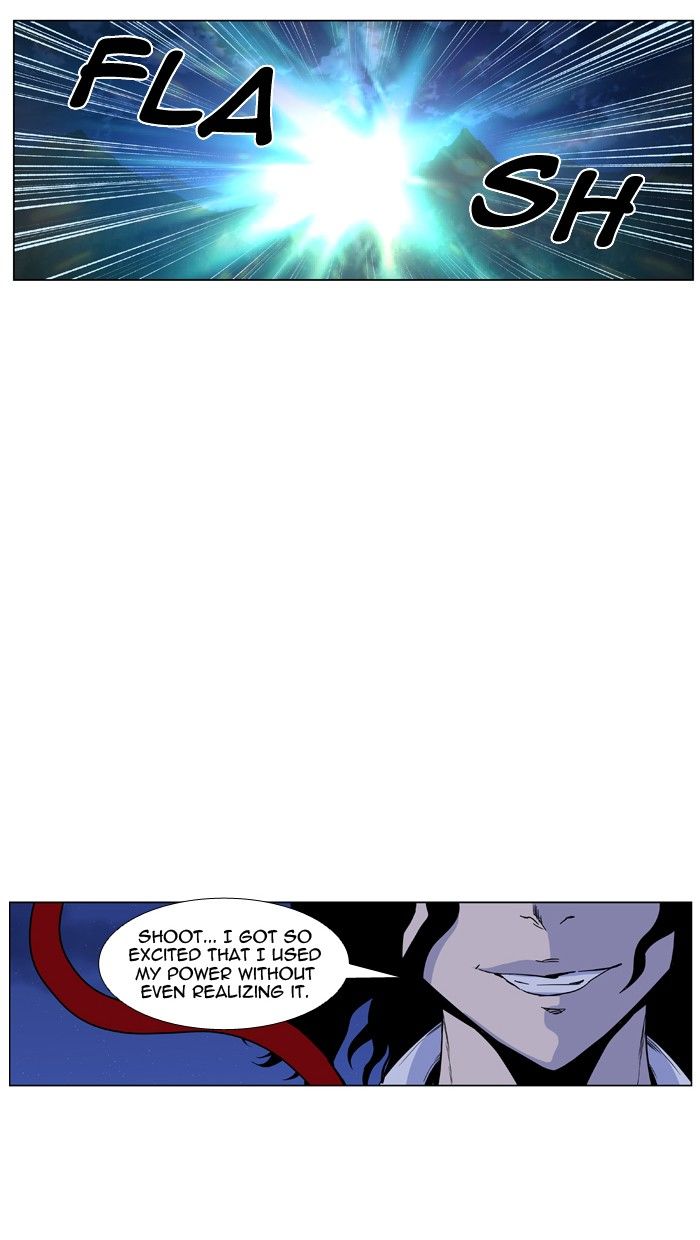 FLA
SH
SHOOT... I GOT SO
EXCITED THAT I USED
MY POWER WITHOUT
EVEN REALIZING IT.